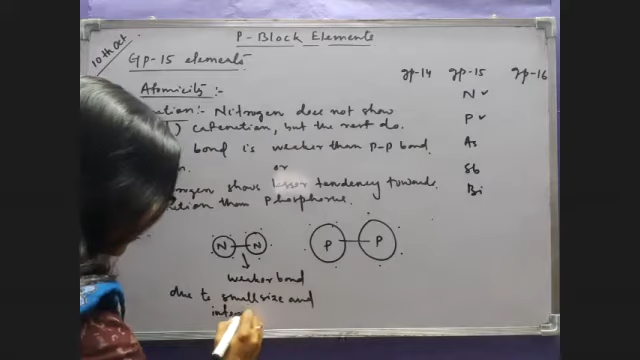 P-Block Elements
10th Oct
Gp-15 elements
gp-14 gp-15 gp-16
Atomicity :-
N ✓
Nitrogen does not show
P ✓
catenation, but the rest do.
As
bond is weaker than P-P bond.
or
Sb
shows lesser tendency towards
Bi
than Phosphorus.
N N
P P
weaker bond
due to small size and